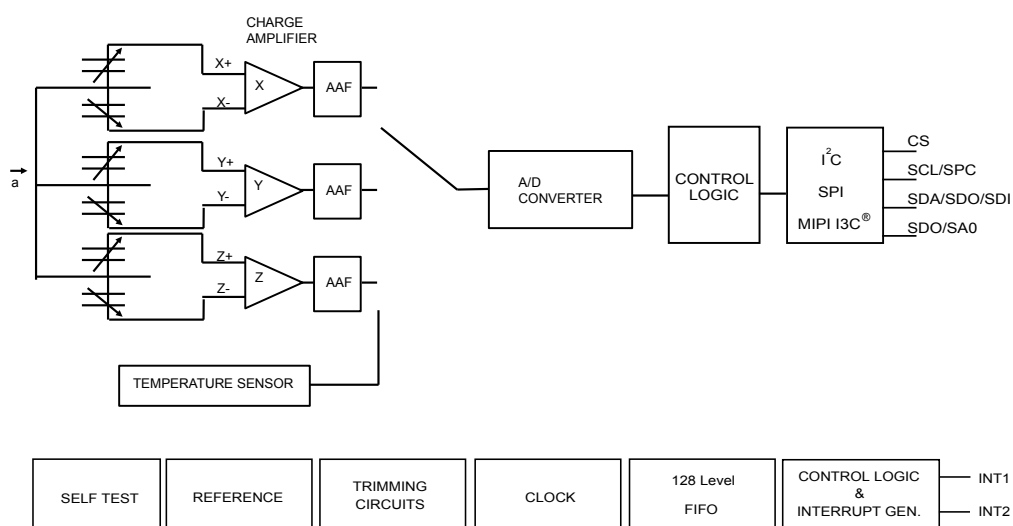 CHARGE
AMPLIFIER
X+
X
AAF
X-
a
Y+
Y
AAF
Y-
Z+
Z
AAF
Z-
TEMPERATURE SENSOR
A/D
CONVERTER
CONTROL
LOGIC
I²C
SPI
MIPI I3C®
CS
SCL/SPC
SDA/SDO/SDI
SDO/SA0
SELF TEST
REFERENCE
TRIMMING
CIRCUITS
CLOCK
128 Level
FIFO
CONTROL LOGIC
&
INTERRUPT GEN.
INT1
INT2